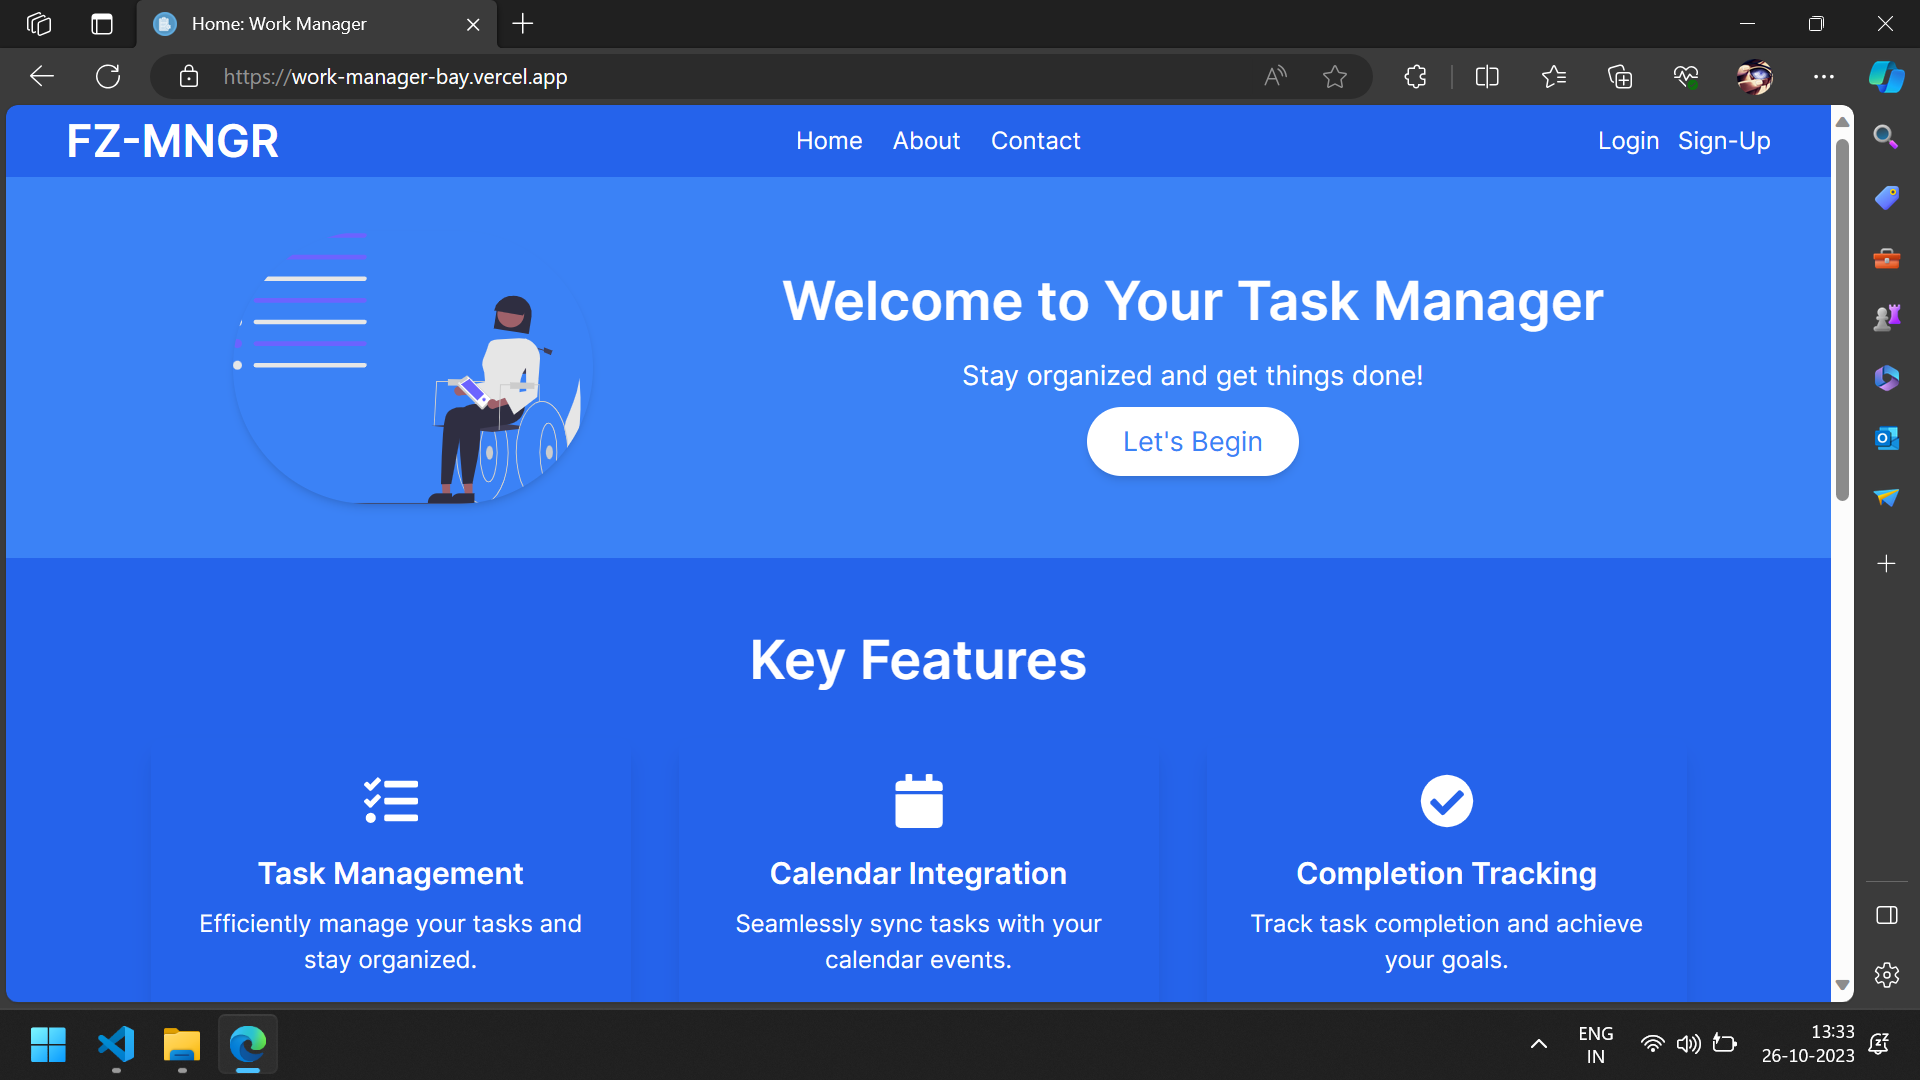 Home: Work Manager
https://work-manager-bay.vercel.app
FZ-MNGR
Home About Contact
Login Sign-Up
Welcome to Your Task Manager
Stay organized and get things done!
Let's Begin
Key Features
Task Management
Efficiently manage your tasks and
stay organized.
Calendar Integration
Seamlessly sync tasks with your
calendar events.
Completion Tracking
Track task completion and achieve
your goals.
ENG
IN
13:33
26-10-2023